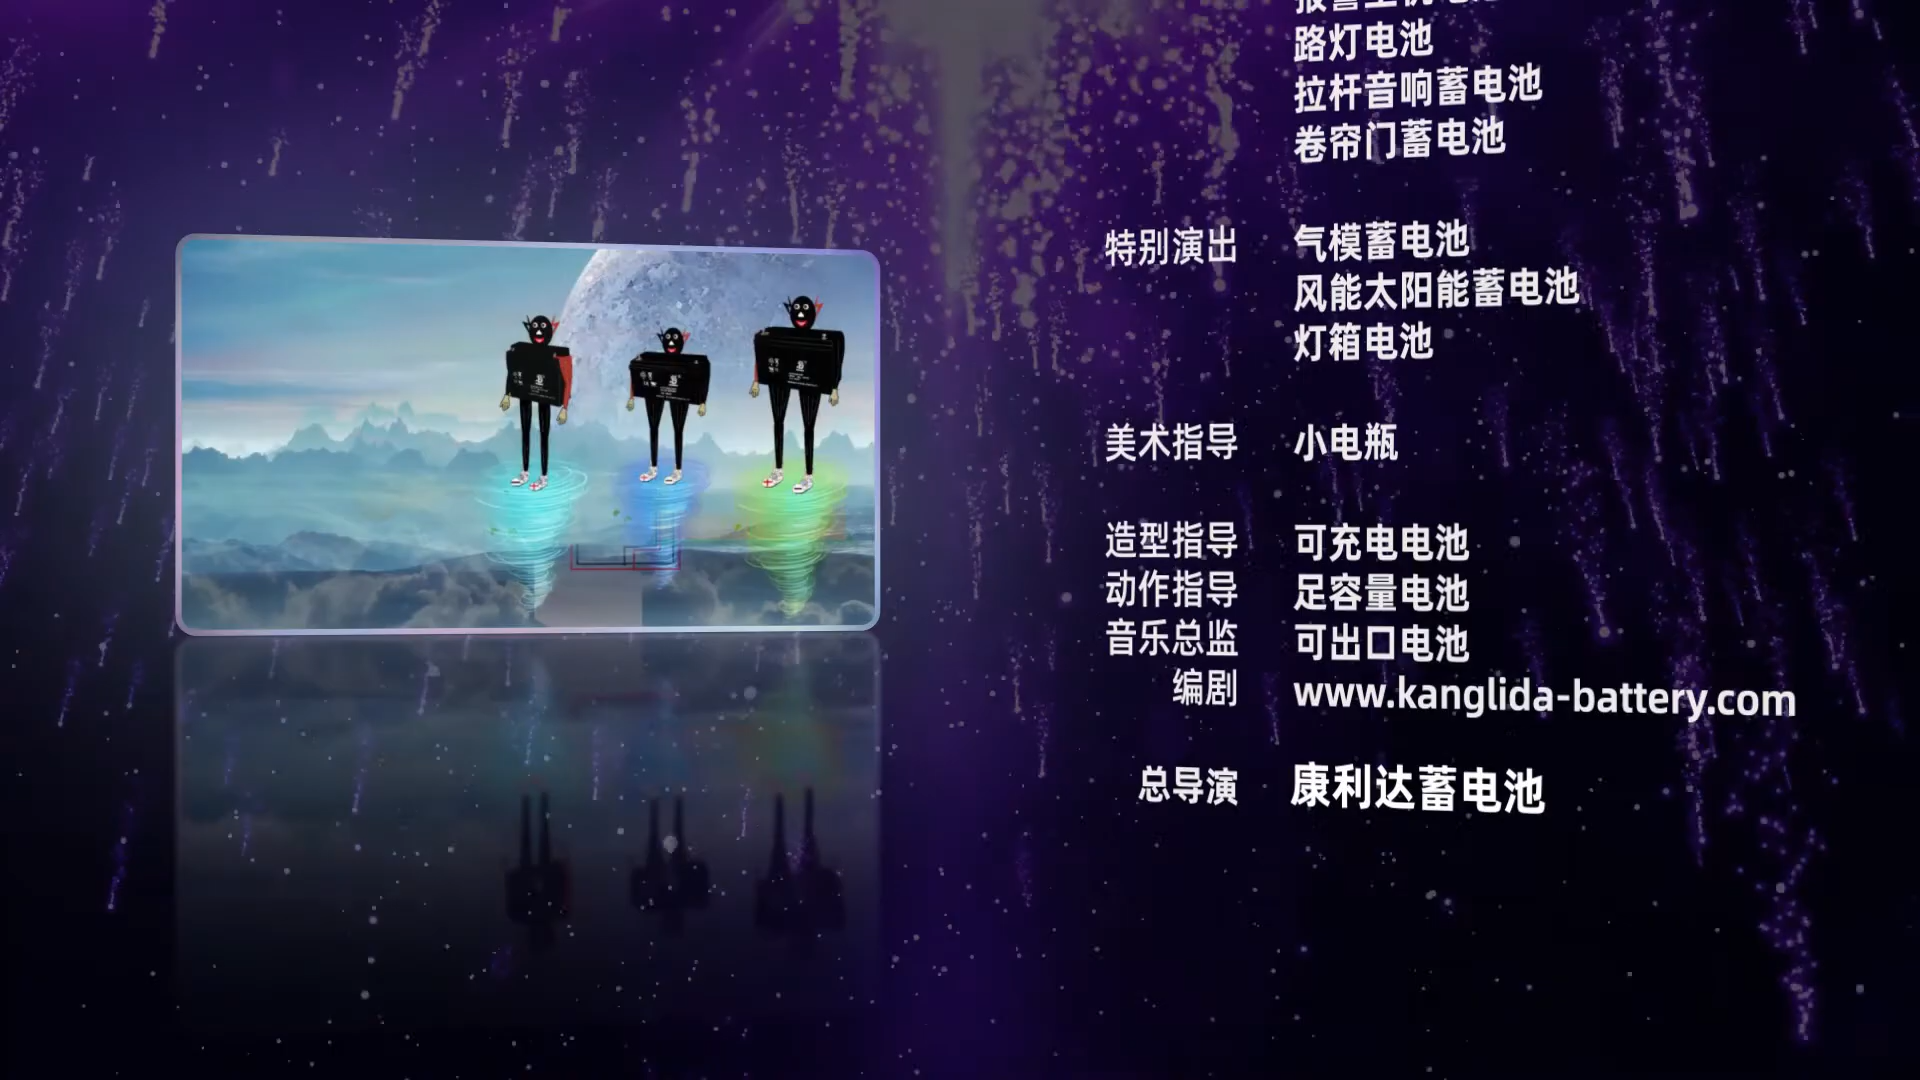 路灯电池
拉杆音响蓄电池
卷帘门蓄电池
特别演出 气模蓄电池
风能太阳能蓄电池
灯箱电池
美术指导 小电瓶
造型指导 可充电电池
动作指导 足容量电池
音乐总监 可出口电池
编剧 www.kanglida-battery.com
总导演 康利达蓄电池